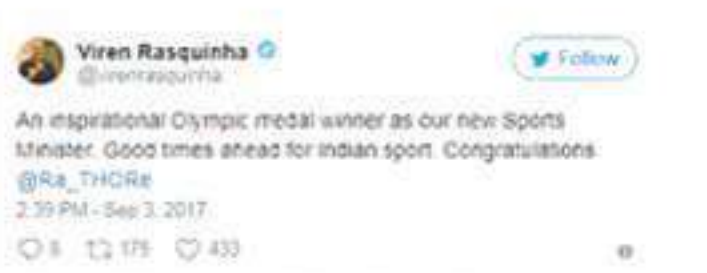 Viren Rasquinha
@virenrasquinha
Follow
An inspirational Olympic medal winner as our new Sports
Minister. Good times ahead for Indian sport. Congratulations
@Ra_THORe
2:39 PM - Sep 3, 2017
175 433